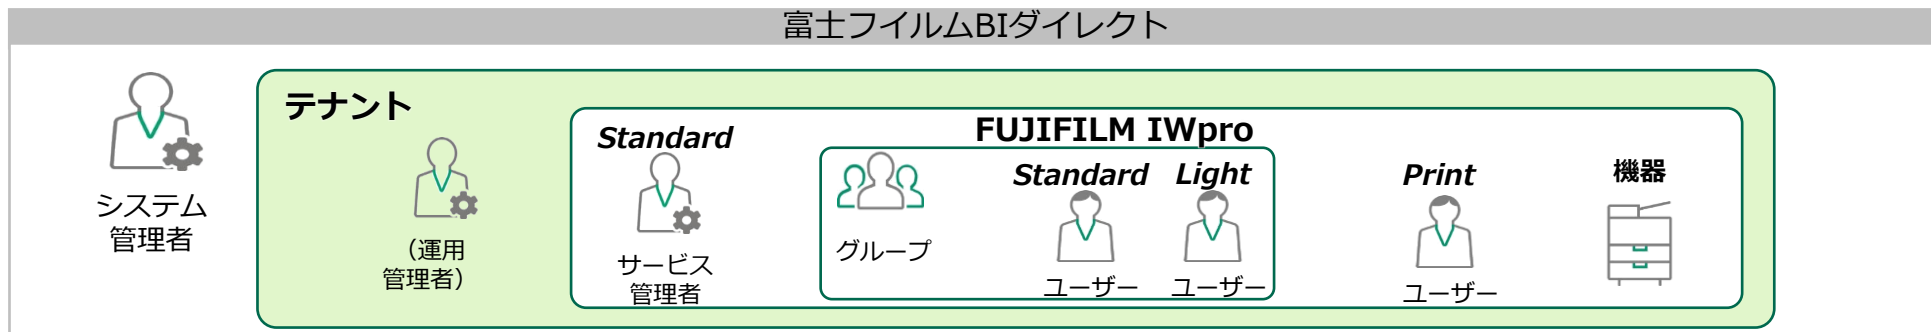 富士フイルムBIダイレクト
テナント
FUJIFILM IWpro
Standard
Standard
Light
Print
機器
システム
管理者
（運用
管理者）
サービス
管理者
グループ
ユーザー
ユーザー
ユーザー